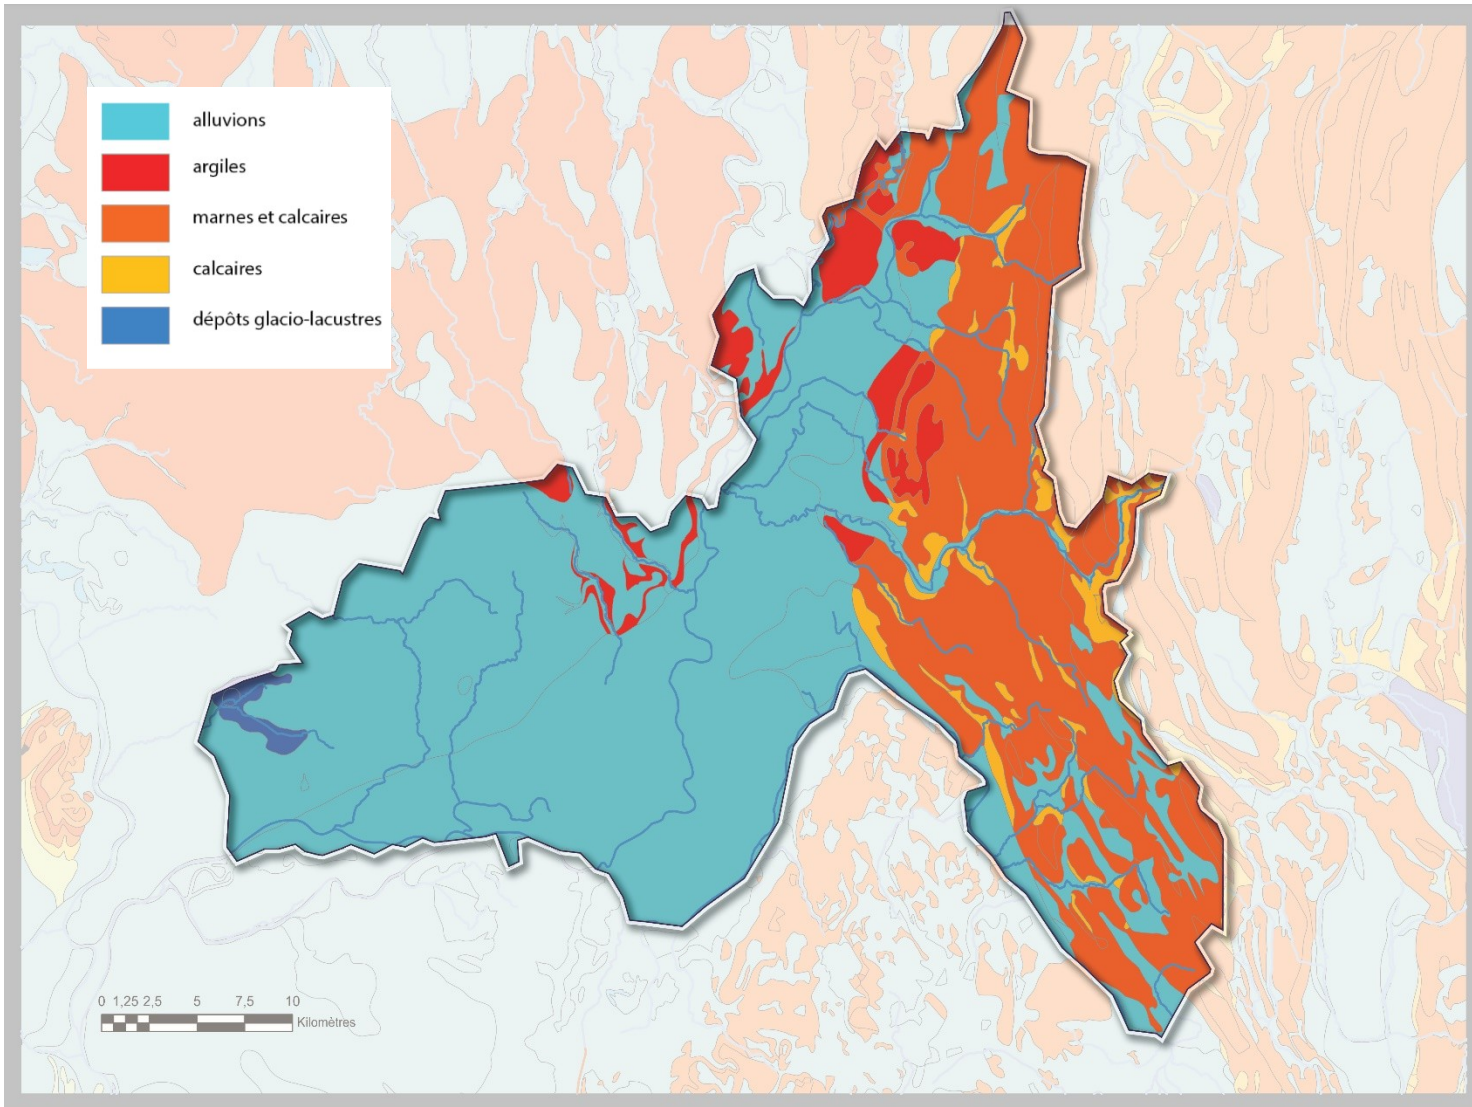 alluvions
argiles
marnes et calcaires
calcaires
dépôts glacio-lacustres
0 1,25 2,5 5 7,5 10
Kilomètres